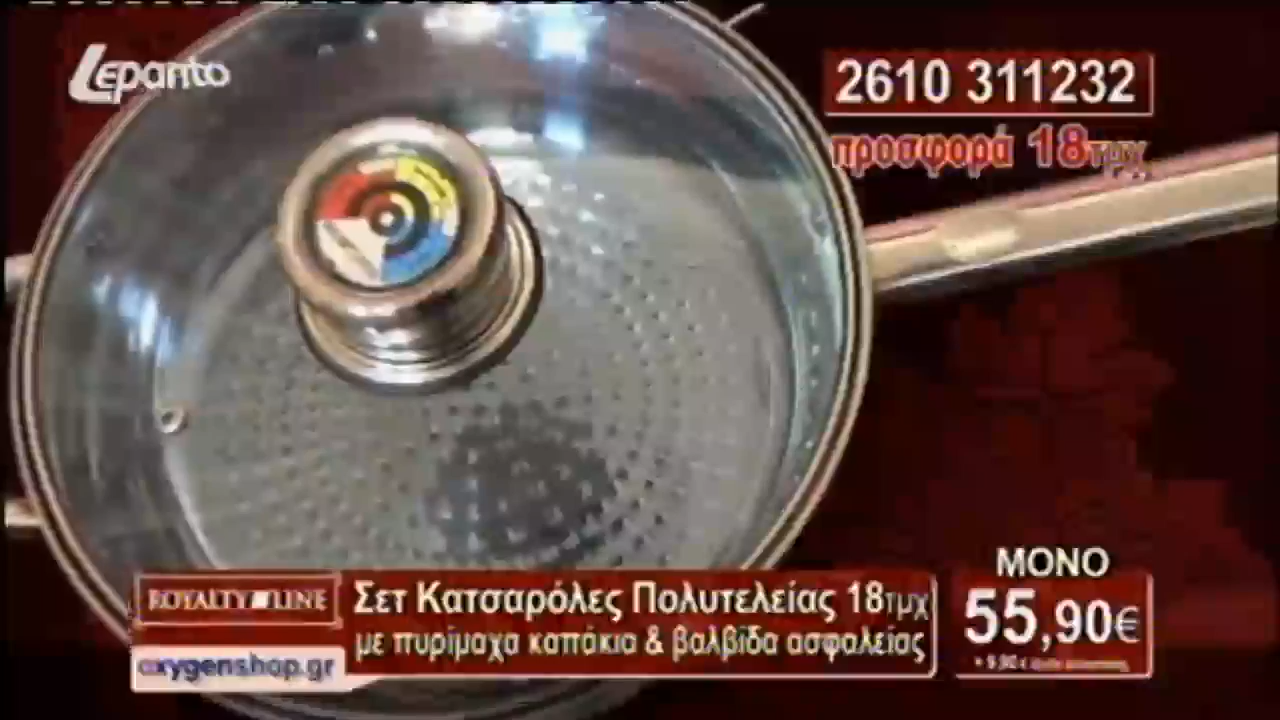 Lepanto
2610 311232
προσφορά 18τμχ
ROYALTY LINE
Σετ Κατσαρόλες Πολυτελείας 18τμχ
με πυρίμαχα καπάκια & βαλβίδα ασφαλείας
oxygenshop.gr
ΜΟΝΟ
55,90€